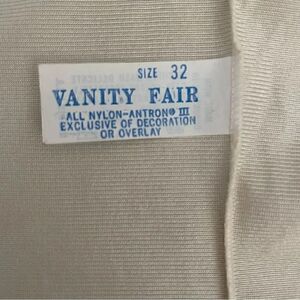 SIZE 32
VANITY FAIR
ALL NYLON-ANTRON® III
EXCLUSIVE OF DECORATION
OR OVERLAY